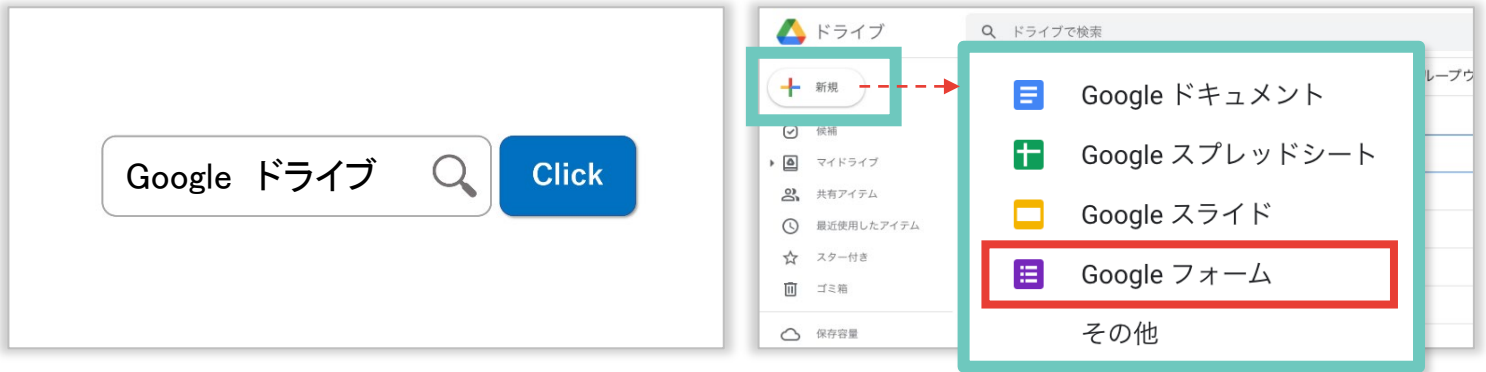 Google ドライブ
Click
ドライブ
ドライブで検索
新規
候補
マイドライブ
共有アイテム
最近使用したアイテム
スター付き
ゴミ箱
保存容量
Google ドキュメント
Google スプレッドシート
Google スライド
Google フォーム
その他
ループウ